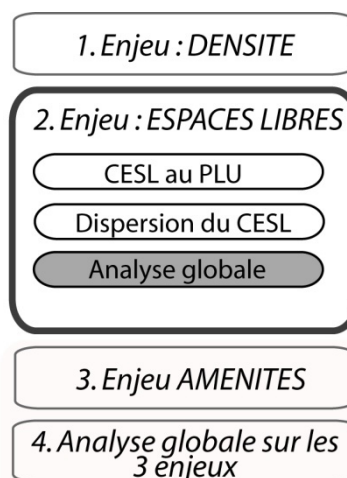 1. Enjeu : DENSITE
2. Enjeu : ESPACES LIBRES
CESL au PLU
Dispersion du CESL
Analyse globale
3. Enjeu AMENITES
4. Analyse globale sur les
3 enjeux